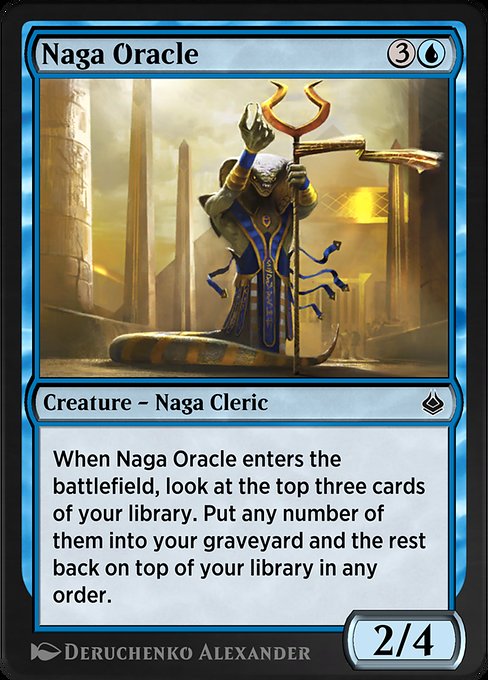 Naga Oracle 3
Creature – Naga Cleric
When Naga Oracle enters the
battlefield, look at the top three cards
of your library. Put any number of
them into your graveyard and the rest
back on top of your library in any
order.
2/4
Deruchenko Alexander